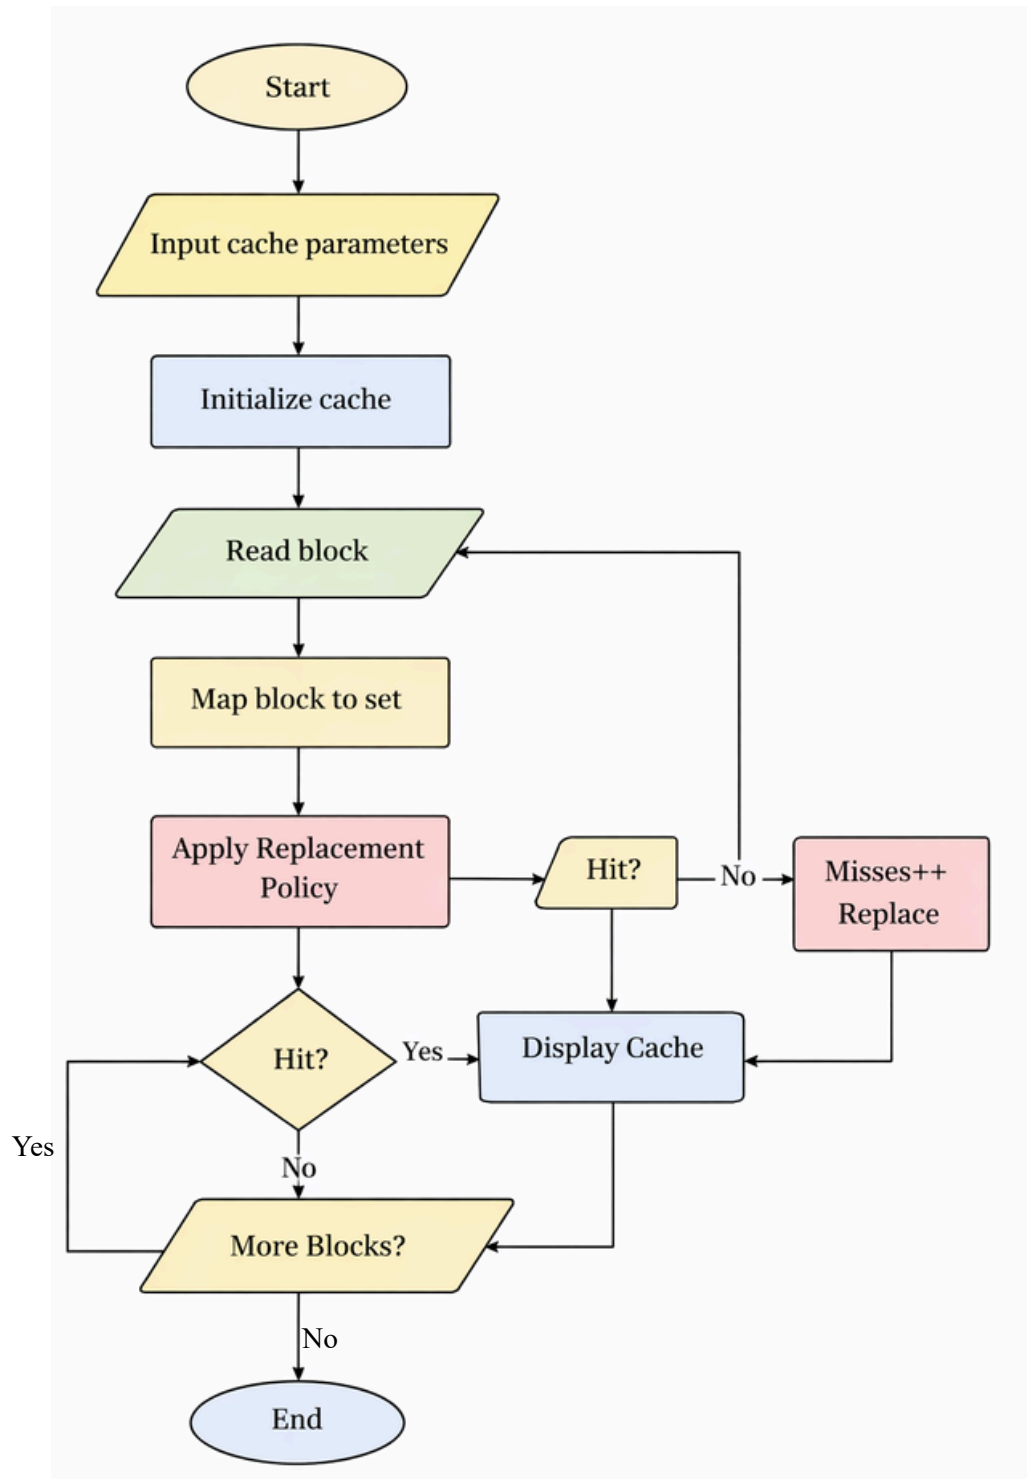 Start
Input cache parameters
Initialize cache
Read block
Map block to set
Apply Replacement
Policy
Hit?
No
Misses++
Replace
Hit?
Yes
Display Cache
Yes
No
More Blocks?
No
End